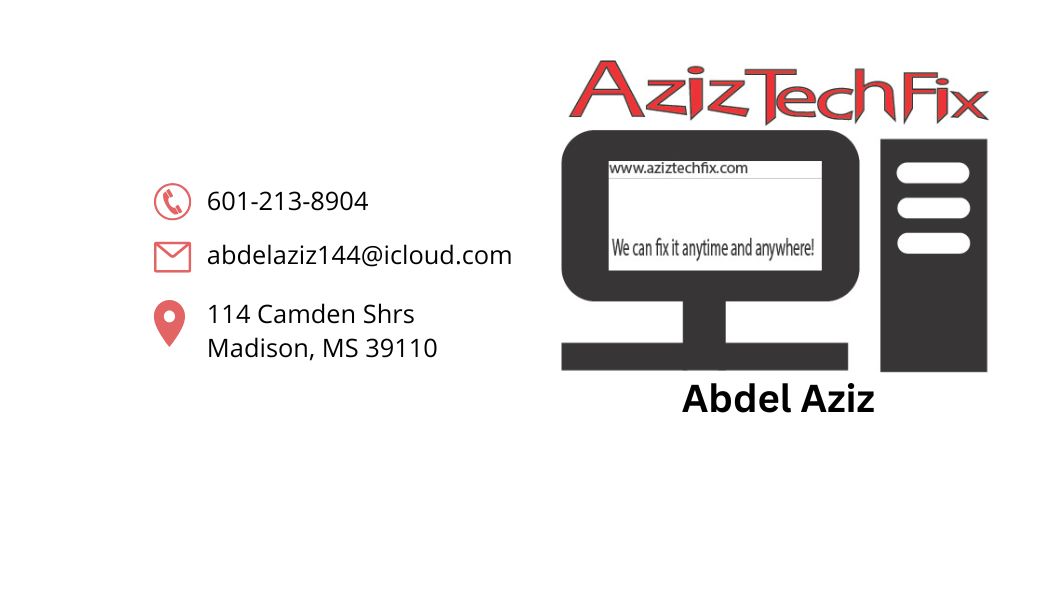 AzizTechFix
www.aziztechfix.com
We can fix it anytime and anywhere!
Abdel Aziz
601-213-8904
abdelaziz144@icloud.com
114 Camden Shrs
Madison, MS 39110